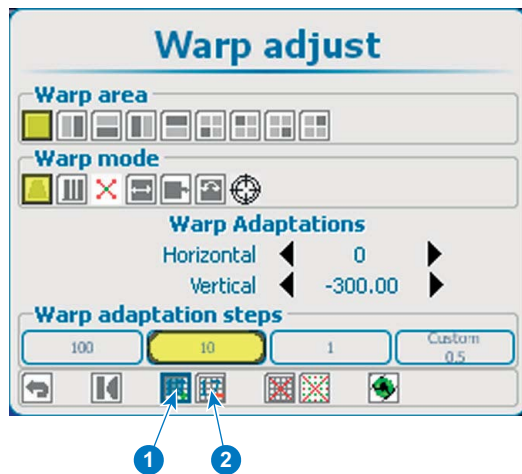 Warp adjust
Warp area
Warp mode
Warp Adaptations
Horizontal 0
Vertical -300.00
Warp adaptation steps
100 10 1 Custom
0.5
1 2